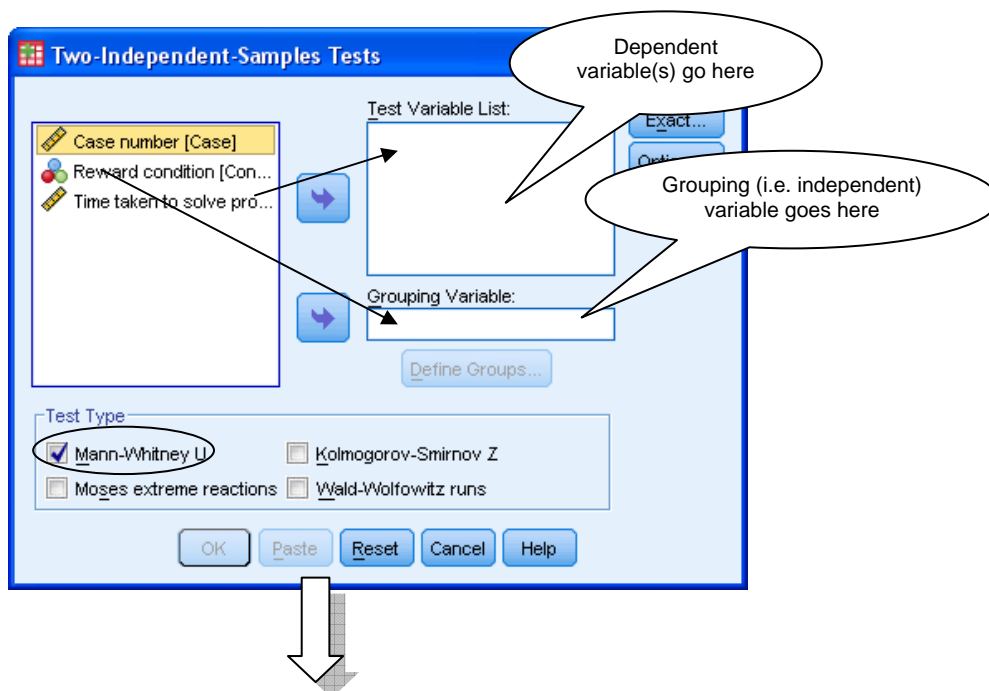 Two-Independent-Samples Tests
Dependent
variable(s) go here
Test Variable List:
Exact...
Case number [Case]
Reward condition [Con...
Time taken to solve pro...
Grouping (i.e. independent)
variable goes here
Grouping Variable:
Define Groups...
Test Type
Mann-Whitney U
Kolmogorov-Smirnov Z
Moses extreme reactions
Wald-Wolfowitz runs
OK
Paste
Reset
Cancel
Help